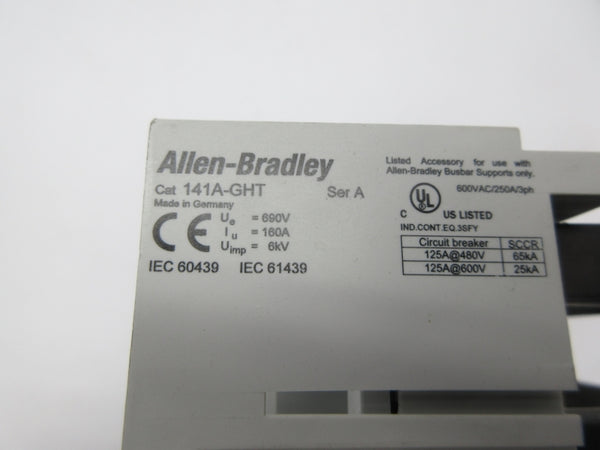 Allen-Bradley
Cat 141A-GHT Ser A
Made in Germany
CE
Ue = 690V
Iu = 160A
Uimp = 6kV
IEC 60439 IEC 61439
Listed Accessory for use with
Allen-Bradley Busbar Supports only.
UL 600VAC/250A/3ph
C US LISTED
IND.CONT.EQ.3SFY
Circuit breaker SCCR
125A@480V 65kA
125A@600V 25kA